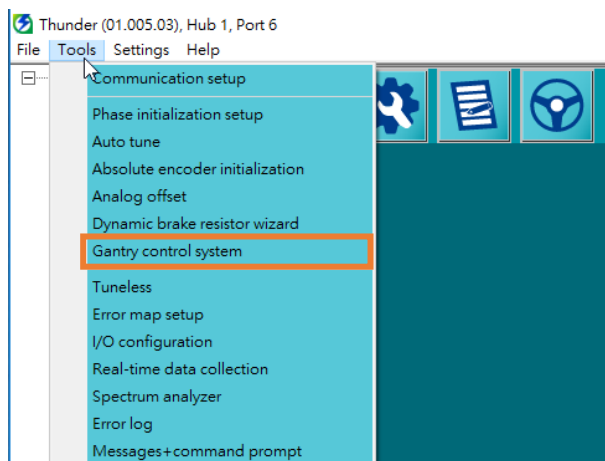 Thunder (01.005.03), Hub 1, Port 6
File Tools Settings Help
Communication setup
Phase initialization setup
Auto tune
Absolute encoder initialization
Analog offset
Dynamic brake resistor wizard
Gantry control system
Tuneless
Error map setup
I/O configuration
Real-time data collection
Spectrum analyzer
Error log
Messages+command prompt